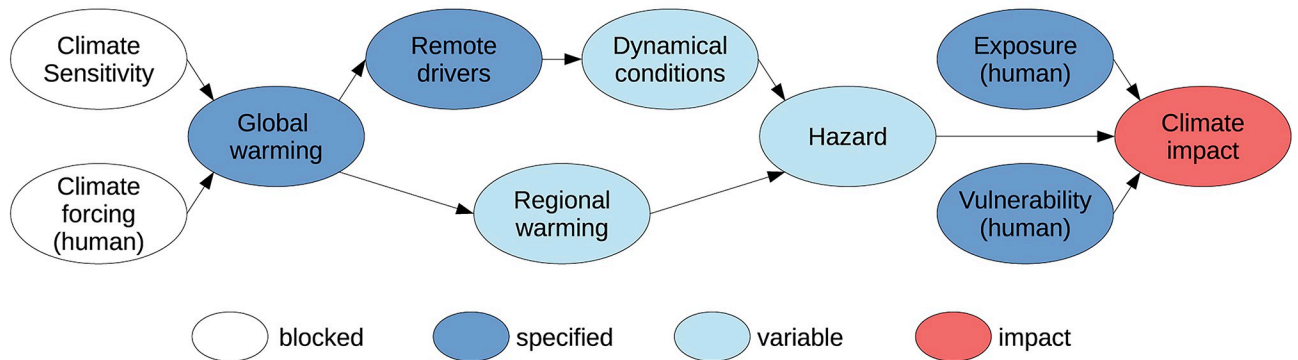 Climate
Sensitivity
Climate
forcing
(human)
Global
warming
Remote
drivers
Regional
warming
Dynamical
conditions
Hazard
Exposure
(human)
Vulnerability
(human)
Climate
impact
blocked
specified
variable
impact